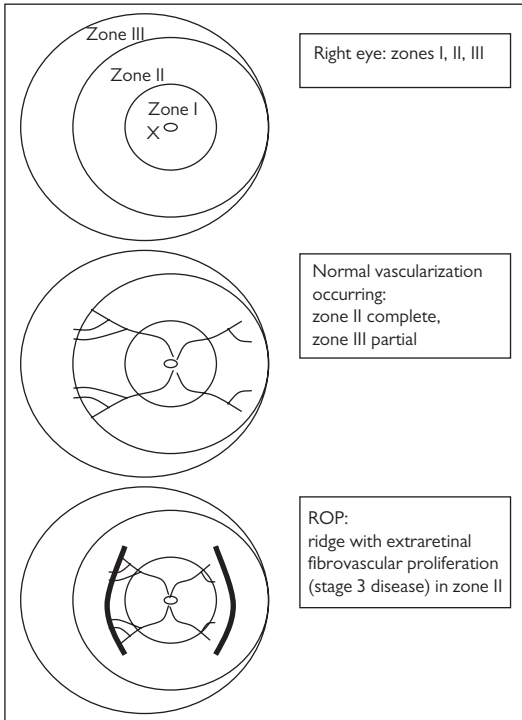 Zone III
Zone II
Zone I
X
Right eye: zones I, II, III
Normal vascularization
occurring:
zone II complete,
zone III partial
ROP:
ridge with extraretinal
fibrovascular proliferation
(stage 3 disease) in zone II